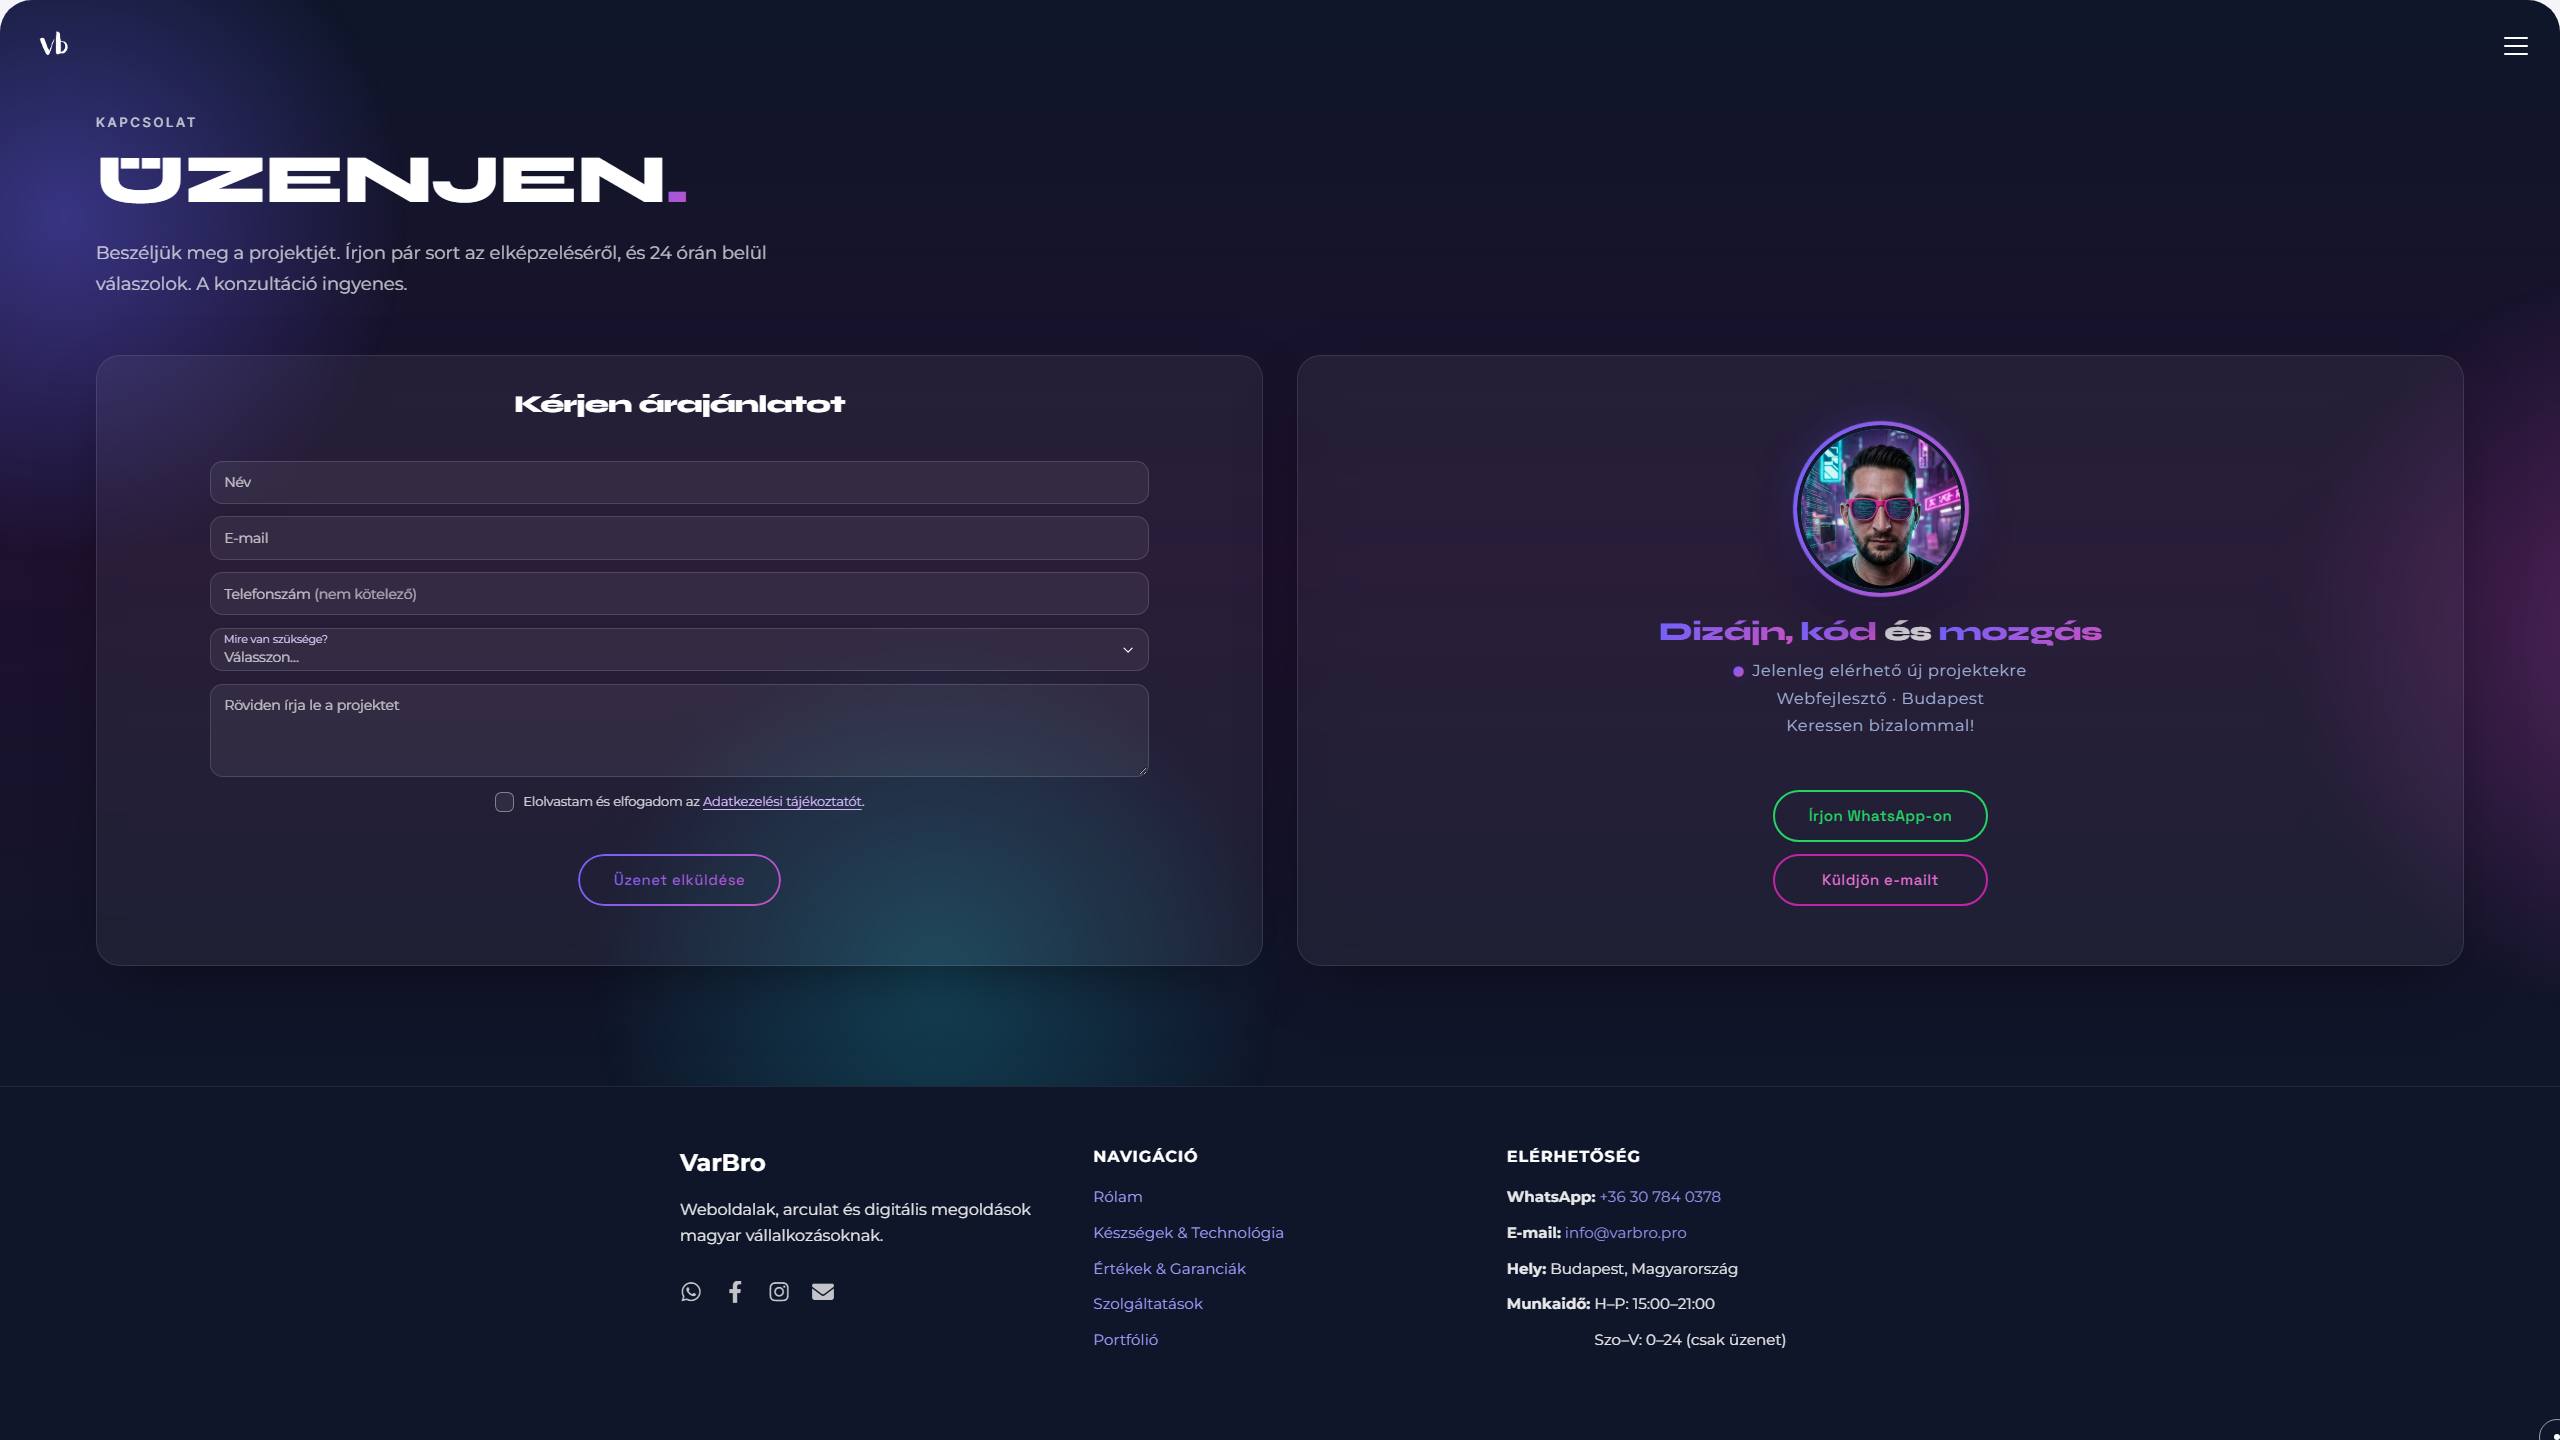 vb
KAPCSOLAT
ÜZENJEN.
Beszéljük meg a projektjét. Írjon pár sort az elképzeléséről, és 24 órán belül
válaszolok. A konzultáció ingyenes.
Kérjen árajánlatot
Név
E-mail
Telefonszám (nem kötelező)
Mire van szüksége?
Válasszon...
Röviden írja le a projektet
Elolvastam és elfogadom az Adatkezelési tájékoztatót.
Üzenet elküldése
Dizájn, kód és mozgás
Jelenleg elérhető új projektekre
Webfejlesztő · Budapest
Keressen bizalommal!
Írjon WhatsApp-on
Küldjön e-mailt
VarBro
Weboldalak, arculat és digitális megoldások
magyar vállalkozásoknak.
NAVIGÁCIÓ
Rólam
Készségek & Technológia
Értékek & Garanciák
Szolgáltatások
Portfólió
ELÉRHETŐSÉG
WhatsApp: +36 30 784 0378
E-mail: info@varbro.pro
Hely: Budapest, Magyarország
Munkaidő: H–P: 15:00–21:00
Szo–V: 0–24 (csak üzenet)